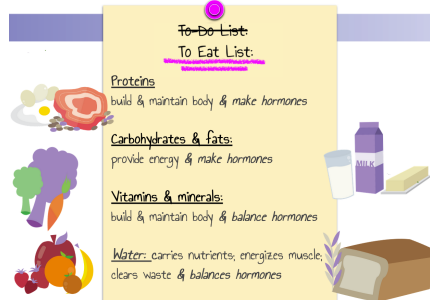 To-Do List:
To Eat List:
Proteins
build & maintain body & make hormones
Carbohydrates & fats:
provide energy & make hormones
Vitamins & minerals:
build & maintain body & balance hormones
Water: carries nutrients; energizes muscle;
clears waste & balances hormones
MILK